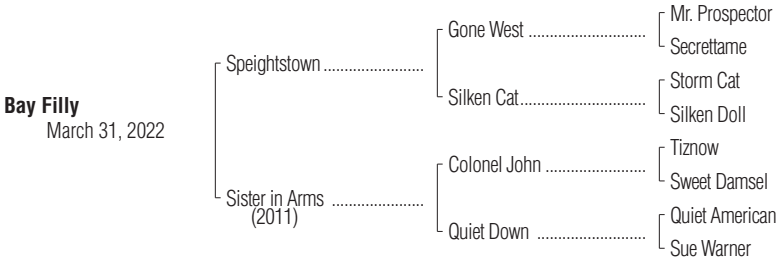 Mr. Prospector
Gone West ............................
Secrettame
Speightstown........................
Storm Cat
Silken Cat..............................
Silken Doll
Bay Filly
March 31, 2022
Tiznow
Colonel John ........................
Sweet Damsel
Sister in Arms ......................
(2011)
Quiet American
Quiet Down ..........................
Sue Warner